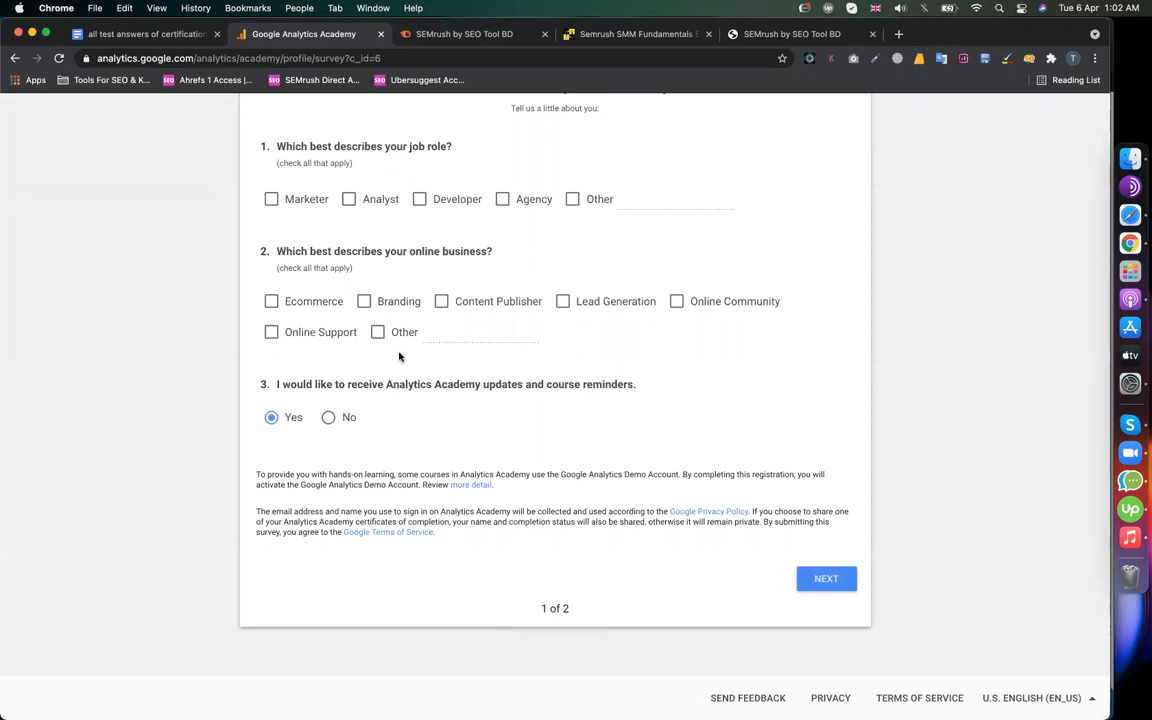 Chrome File Edit View History Bookmarks People Tab Window Help Tue 6 Apr 1:02 AM
all test answers of certification Google Analytics Academy SEMrush by SEO Tool BD Semrush SMM Fundamentals E SEMrush by SEO Tool BD
analytics.google.com/analytics/academy/profile/survey?c_id=6
Apps Tools For SEO & K... Ahrefs 1 Access |... SEMrush Direct A... Ubersuggest Acc... Reading List
Tell us a little about you:
1. Which best describes your job role?
(check all that apply)
Marketer Analyst Developer Agency Other
2. Which best describes your online business?
(check all that apply)
Ecommerce Branding Content Publisher Lead Generation Online Community
Online Support Other
3. I would like to receive Analytics Academy updates and course reminders.
Yes No
To provide you with hands-on learning, some courses in Analytics Academy use the Google Analytics Demo Account. By completing this registration, you will
activate the Google Analytics Demo Account. Review more detail.
The email address and name you use to sign in on Analytics Academy will be collected and used according to the Google Privacy Policy. If you choose to share one
of your Analytics Academy certificates of completion, your name and completion status will also be shared, otherwise it will remain private. By submitting this
survey, you agree to the Google Terms of Service.
NEXT
1 of 2
SEND FEEDBACK PRIVACY TERMS OF SERVICE U.S. ENGLISH (EN_US)